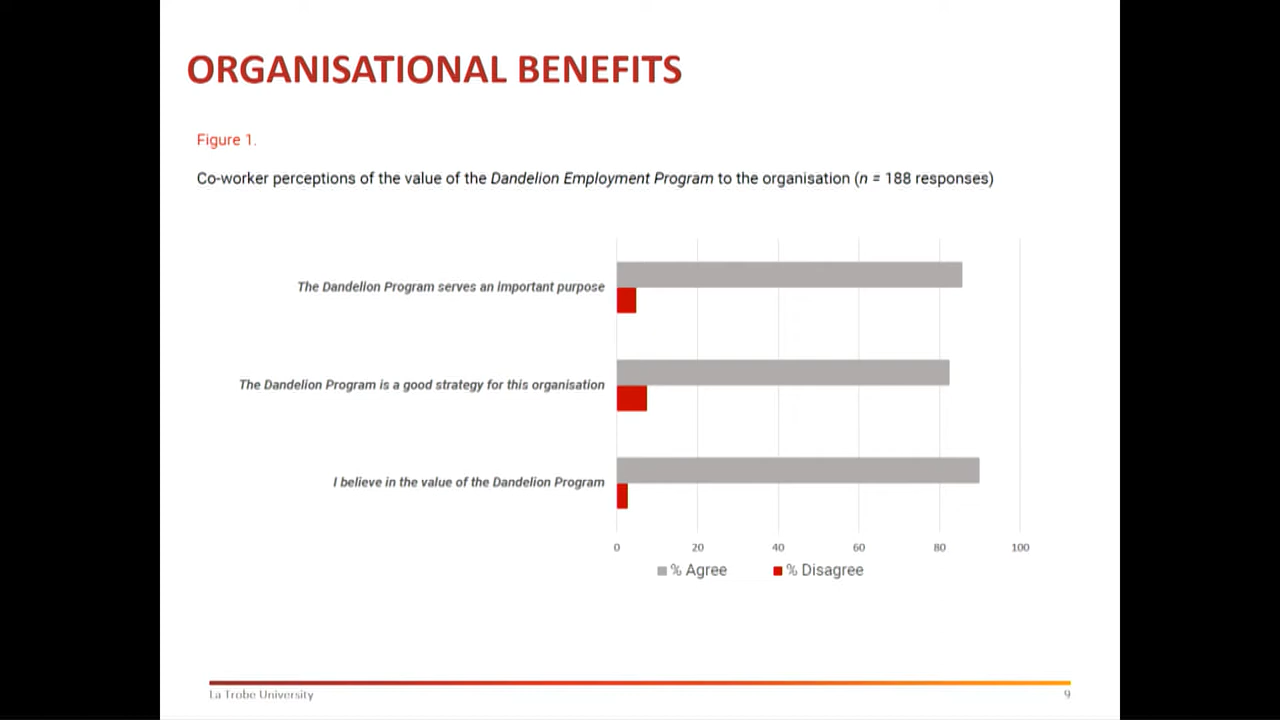 ORGANISATIONAL BENEFITS
Figure 1.
Co-worker perceptions of the value of the Dandelion Employment Program to the organisation (n = 188 responses)
The Dandelion Program serves an important purpose
The Dandelion Program is a good strategy for this organisation
I believe in the value of the Dandelion Program
0 20 40 60 80 100
% Agree % Disagree
La Trobe University 9